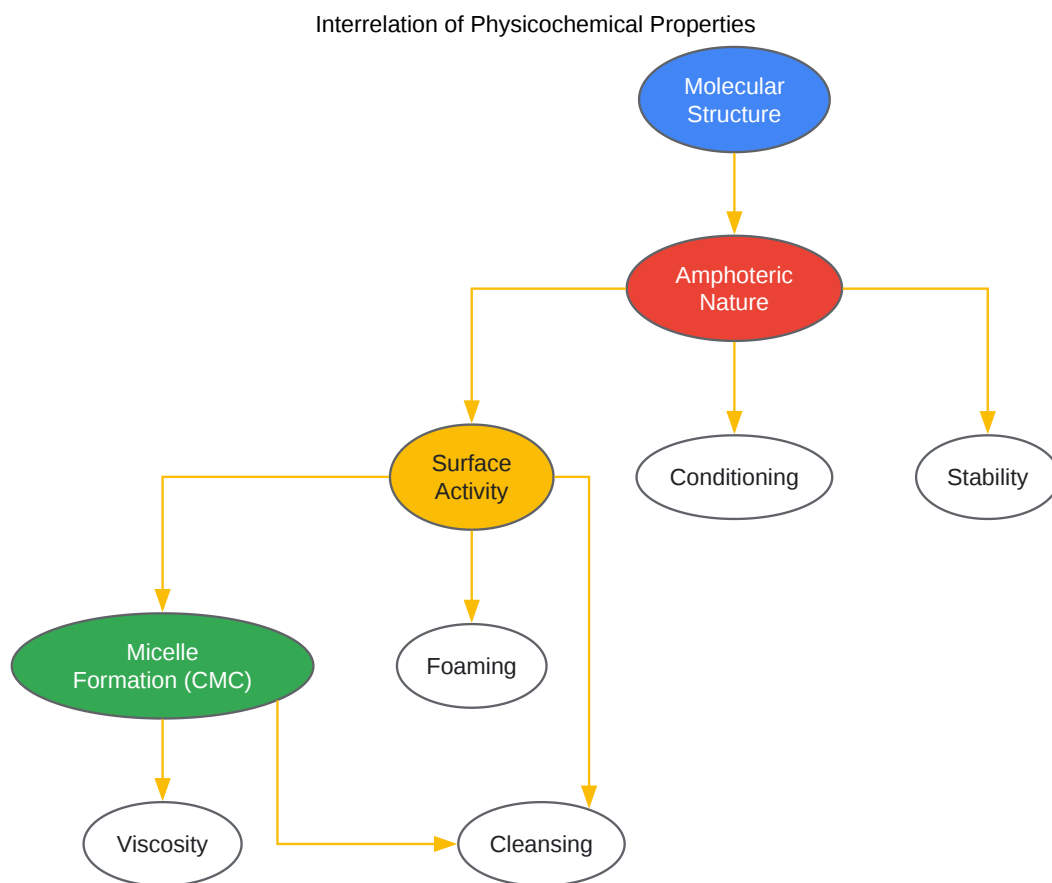 Interrelation of Physicochemical Properties
Molecular
Structure
Amphoteric
Nature
Surface
Activity
Conditioning
Stability
Micelle
Formation (CMC)
Foaming
Viscosity
Cleansing